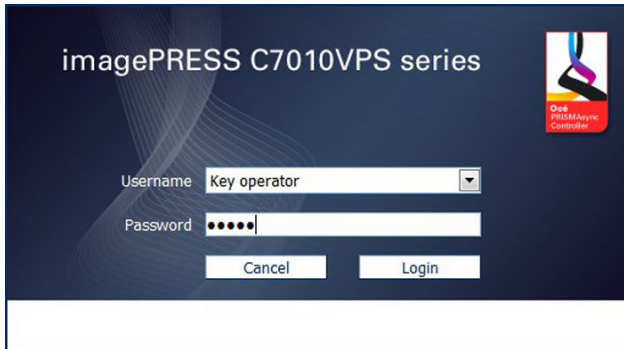 imagePRESS C7010VPS series
Océ
PRISMAsync
Controller
Username Key operator
Password •••••
Cancel Login